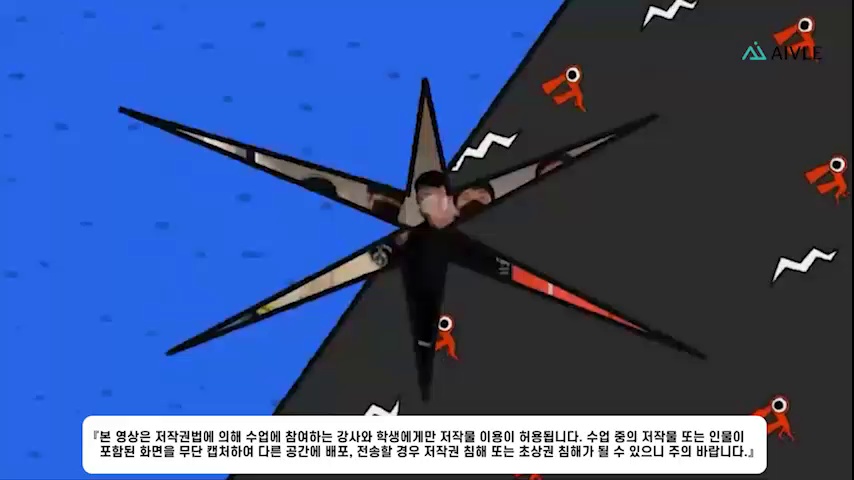 AIVLE
『본 영상은 저작권법에 의해 수업에 참여하는 강사와 학생에게만 저작물 이용이 허용됩니다. 수업 중의 저작물 또는 인물이
포함된 화면을 무단 캡처하여 다른 공간에 배포, 전송할 경우 저작권 침해 또는 초상권 침해가 될 수 있으니 주의 바랍니다.』